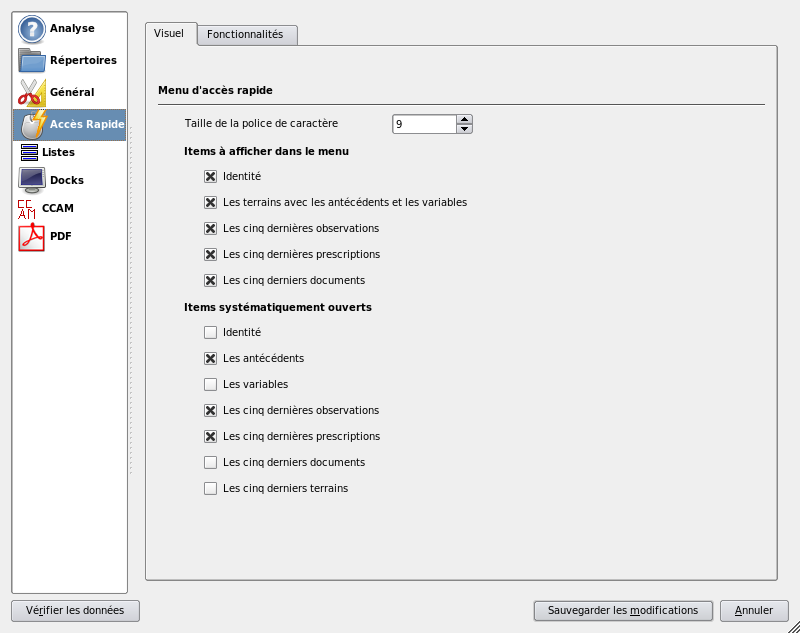 Analyse
Répertoires
Général
Accès Rapide
Listes
Docks
CCAM
CCAM
PDF
Visuel
Fonctionnalités
Menu d'accès rapide
Taille de la police de caractère
9
Items à afficher dans le menu
Identité
Les terrains avec les antécédents et les variables
Les cinq dernières observations
Les cinq dernières prescriptions
Les cinq derniers documents
Items systématiquement ouverts
Identité
Les antécédents
Les variables
Les cinq dernières observations
Les cinq dernières prescriptions
Les cinq derniers documents
Les cinq derniers terrains
Vérifier les données
Sauvegarder les modifications
Annuler